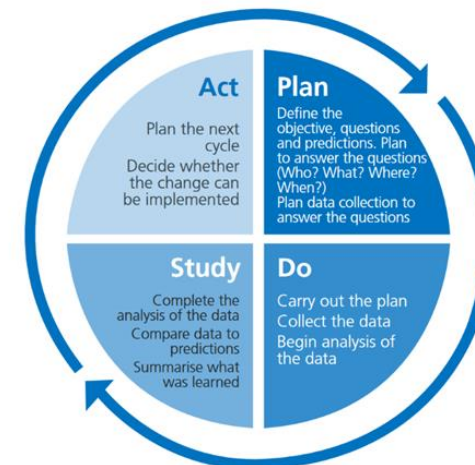 Act
Plan the next
cycle
Decide whether
the change can
be implemented
Plan
Define the
objective, questions
and predictions. Plan
to answer the questions
(Who? What? Where?
When?)
Plan data collection to
answer the questions
Study
Complete the
analysis of the data
Compare data to
predictions
Summarise what
was learned
Do
Carry out the plan
Collect the data
Begin analysis of
the data